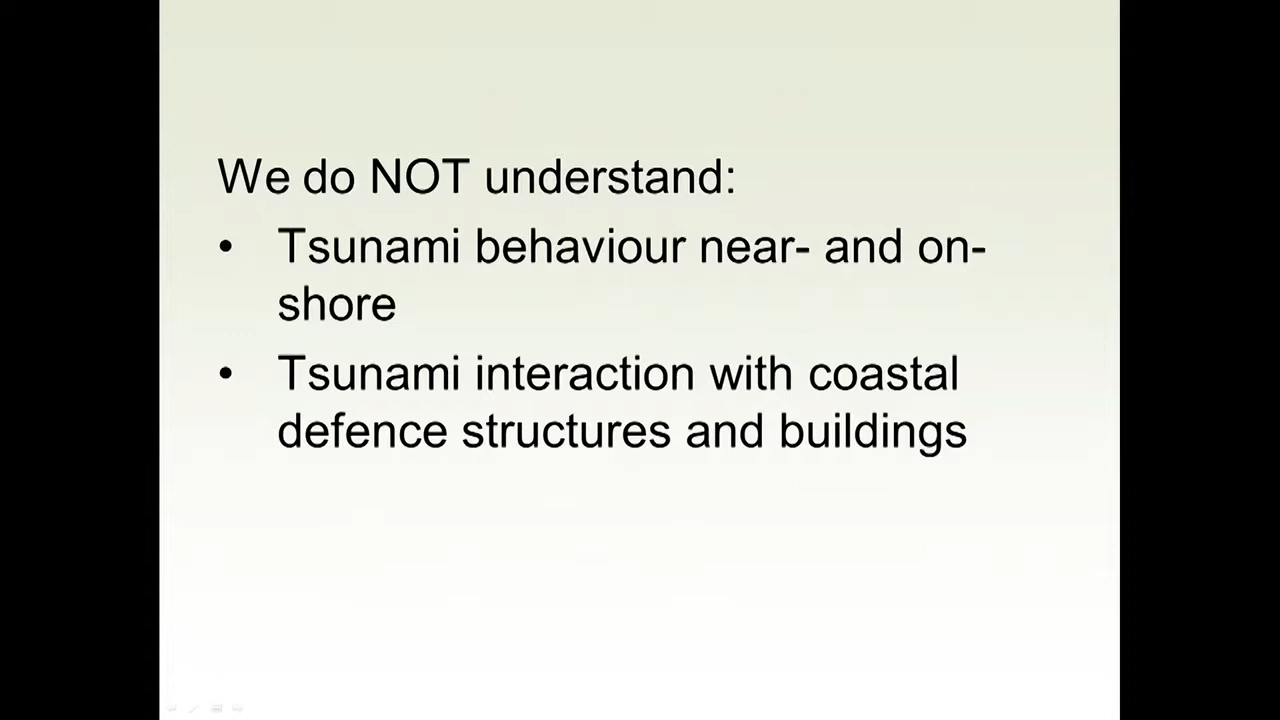 We do NOT understand:
• Tsunami behaviour near- and on-
shore
• Tsunami interaction with coastal
defence structures and buildings